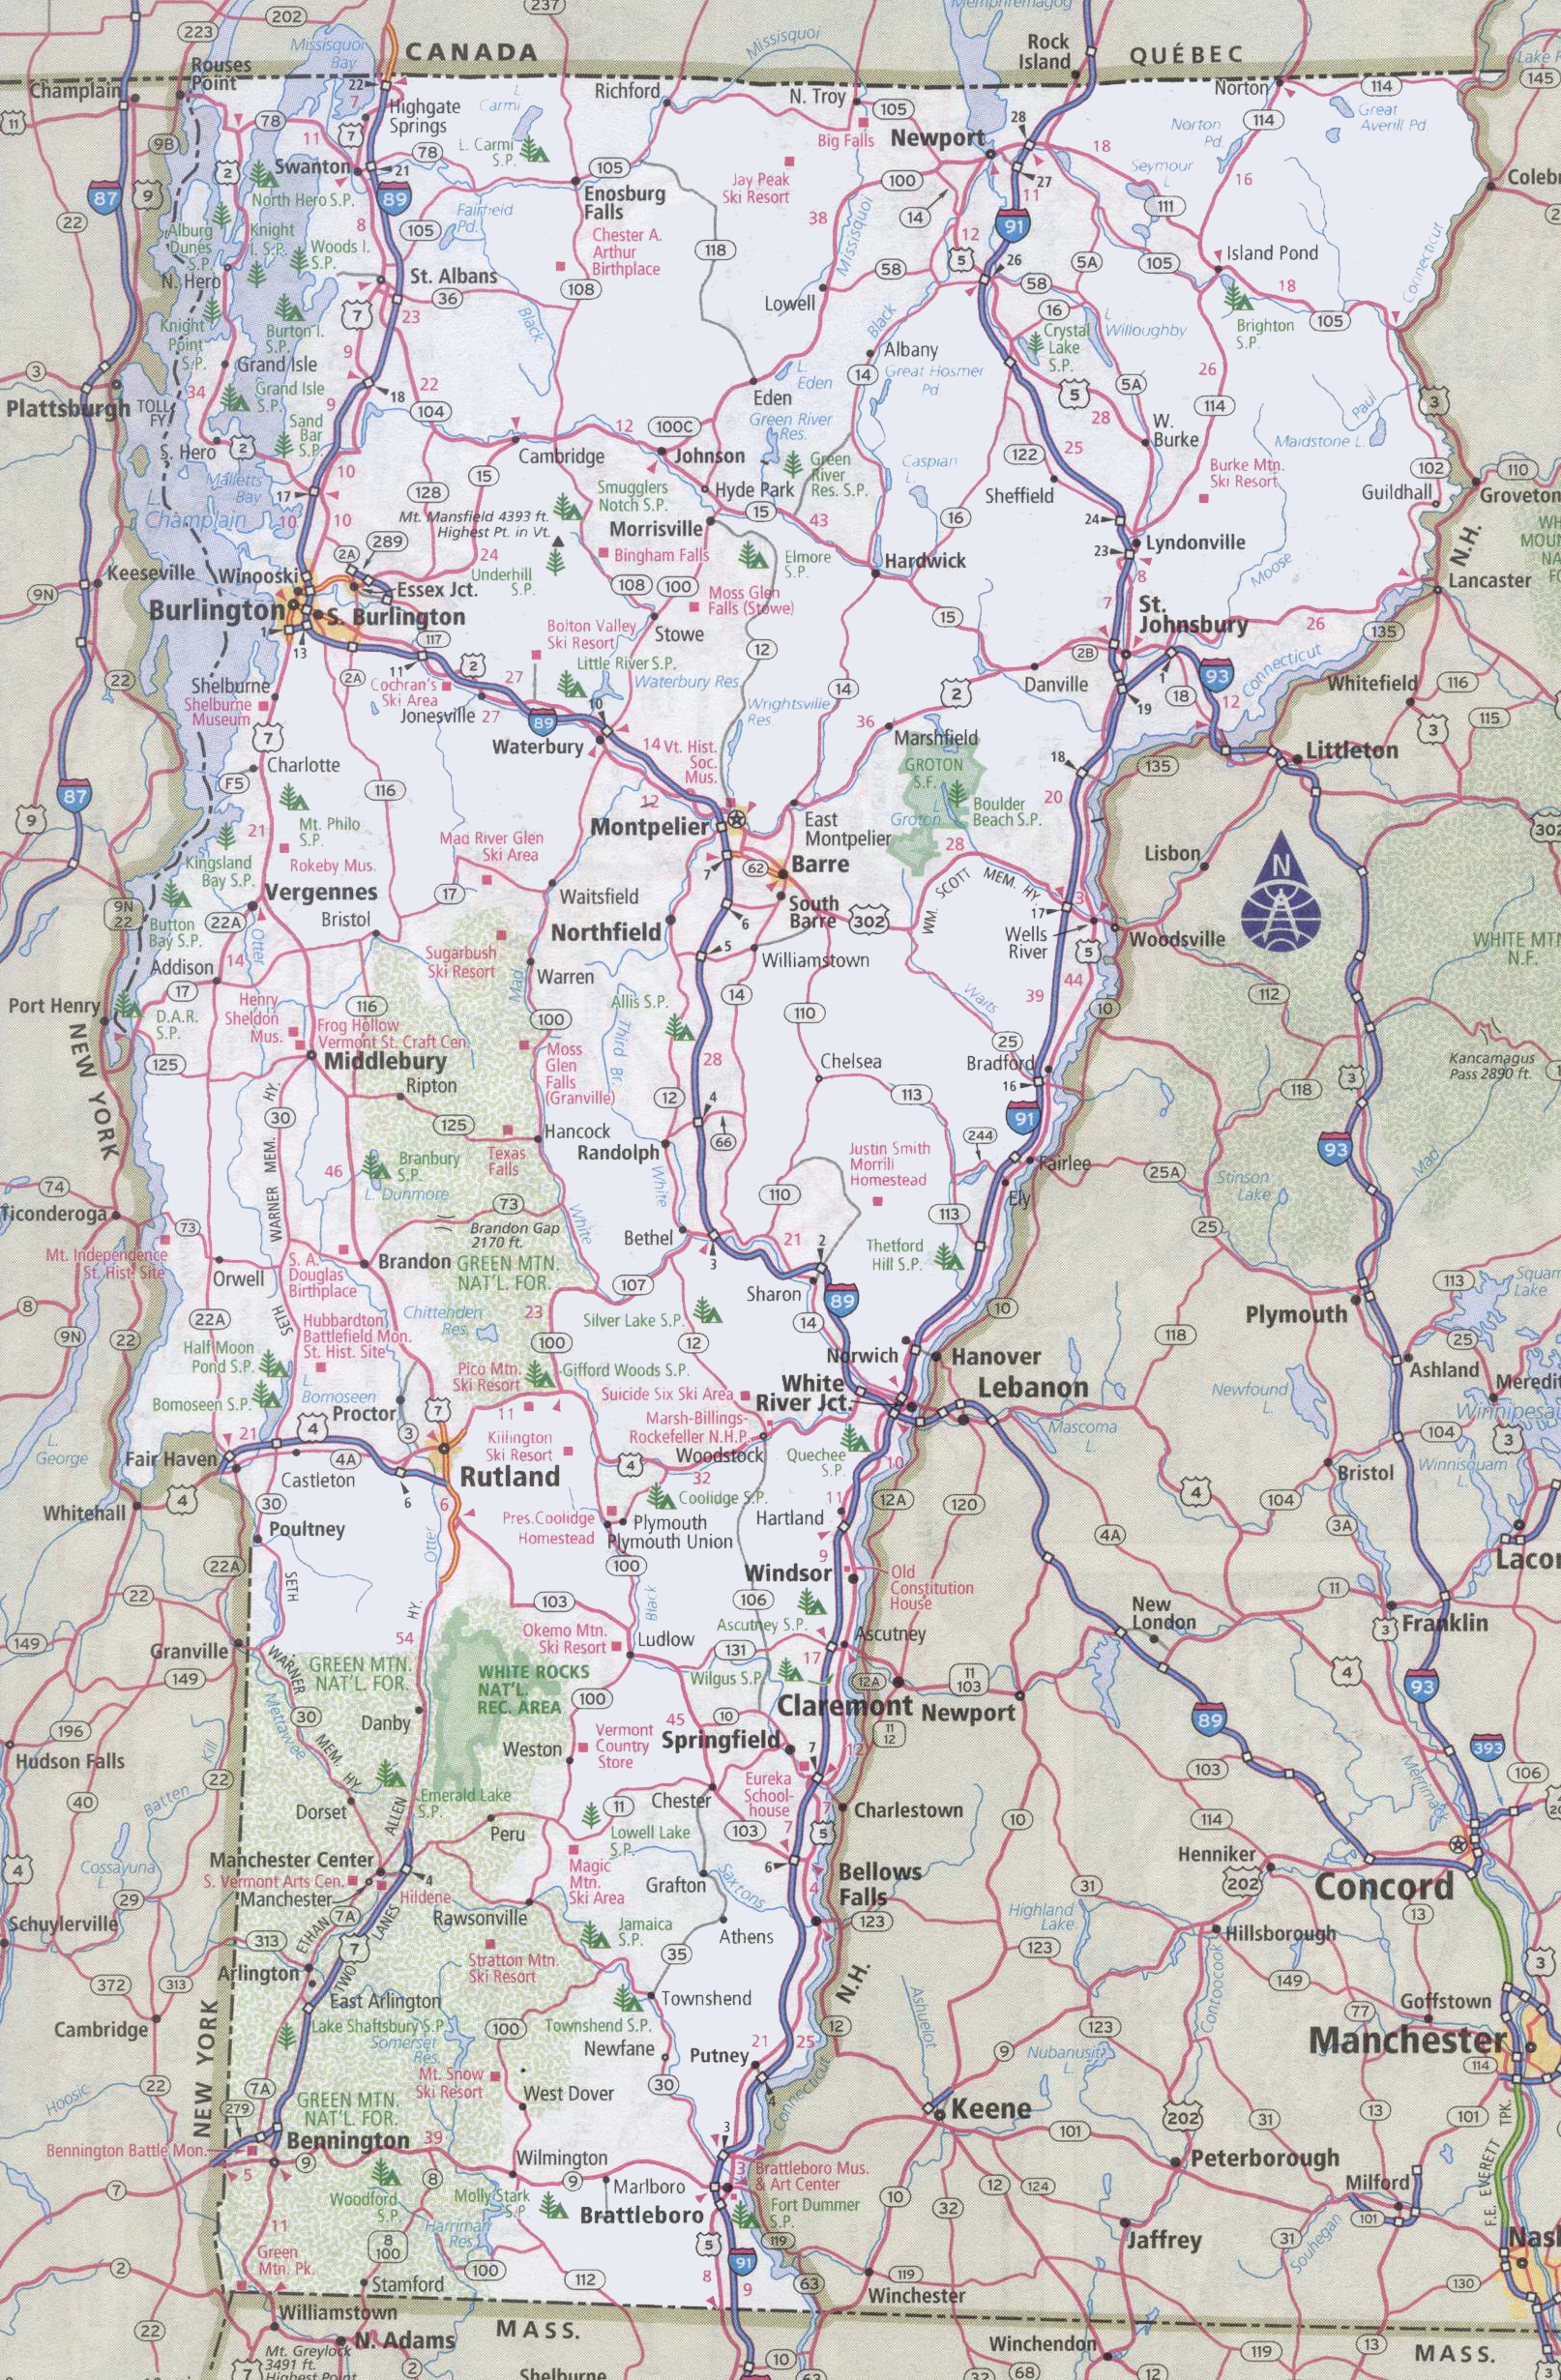 CANADA
QUÉBEC
Memphremagog
Missisquoi
Bay
Missisquoi
202
223
237
Rouses
Point
Champlain
Rock
Island
Norton
145
114
Highgate
Springs
Richford
N. Troy
Newport
Big Falls
Jay Peak
Ski Resort
L.
Carmi
L. Carmi
S.P.
Swanton
North Hero S.P.
Enosburg
Falls
Chester A.
Arthur
Birthplace
Norton
Pd.
Great
Averill Pd
Seymour
L.
Colebr
Island Pond
Brighton
S.P.
Connecticut
Alburg
Dunes
S.P.
Knight
I. S.P.
Woods I.
S.P.
N. Hero
St. Albans
Fairfield
Pd.
Black
Lowell
Missisquoi
Black
Albany
Great Hosmer
Pd.
Crystal
Lake
S.P.
L.
Willoughby
Knight
Point
S.P.
Burton I.
S.P.
Grand Isle
Grand Isle
S.P.
Plattsburgh
TOLL
FY.
Sand
Bar
S.P.
S. Hero
Malletts
Bay
L.
Champlain
Cambridge
Johnson
Eden
L.
Eden
Green River
Res.
Green
River
Res. S.P.
Hyde Park
Smugglers
Notch S.P.
Morrisville
Mt. Mansfield 4393 ft.
Highest Pt. in Vt.
Bingham Falls
Underhill
S.P.
Elmore
S.P.
Hardwick
Caspian
L.
Sheffield
W.
Burke
Burke Mtn.
Ski Resort
Maidstone L.
Paul
Guildhall
Groveton
N.H.
Lancaster
Lyndonville
Moose
St.
Johnsbury
Danville
Connecticut
Whitefield
Littleton
Keeseville
Winooski
Burlington
Essex Jct.
S. Burlington
Moss Glen
Falls (Stowe)
Stowe
Bolton Valley
Ski Resort
Little River S.P.
Waterbury Res.
Cochran's
Ski Area
Jonesville
Shelburne
Shelburne
Museum
Charlotte
Waterbury
Wrightsville
Res.
Vt. Hist.
Soc.
Mus.
Marshfield
GROTON
S.F.
L.
Groton
Boulder
Beach S.P.
Montpelier
East
Montpelier
Barre
South
Barre
Mt. Philo
S.P.
Rokeby Mus.
Kingsland
Bay S.P.
Vergennes
Button
Bay S.P.
Bristol
Mad River Glen
Ski Area
Waitsfield
Northfield
Sugarbush
Ski Resort
Warren
Mad
Williamstown
WM. SCOTT MEM. HY.
Wells
River
Woodsville
Lisbon
N
WHITE MTN
N.F.
Addison
Otter
Port Henry
D.A.R.
S.P.
Henry
Sheldon
Mus.
Frog Hollow
Vermont St. Craft Cen.
Middlebury
Ripton
Allis S.P.
Third Br.
Moss
Glen
Falls
(Granville)
Hancock
Texas
Falls
Randolph
Chelsea
Waits
Bradford
Kancamagus
Pass 2890 ft.
NEW YORK
Branbury
S.P.
L. Dunmore
Justin Smith
Morrill
Homestead
Fairlee
Ely
Stinson
Lake
Mad
Ticonderoga
Mt. Independence
St. Hist. Site
Orwell
WARNER MEM. HY.
SETH
Brandon Gap
2170 ft.
Brandon
GREEN MTN.
NAT'L. FOR.
S. A.
Douglas
Birthplace
White
White
Bethel
Sharon
Thetford
Hill S.P.
Squam
Lake
Plymouth
Ashland
Meredith
Hubbardton
Battlefield Mon.
St. Hist. Site
Chittenden
Res.
Silver Lake S.P.
Half Moon
Pond S.P.
L.
Bomoseen
Bomoseen S.P.
Pico Mtn.
Ski Resort
Gifford Woods S.P.
Suicide Six Ski Area
Norwich
Hanover
White
River Jct.
Lebanon
Mascoma
L.
Newfound
L.
Winnipesa
Winnisquam
L.
Proctor
Marsh-Billings-
Rockefeller N.H.P.
Killington
Ski Resort
Woodstock
Quechee
S.P.
L.
George
Fair Haven
Castleton
Rutland
Whitehall
Poultney
Coolidge S.P.
Pres. Coolidge
Homestead
Plymouth
Plymouth Union
Hartland
Bristol
Windsor
Old
Constitution
House
Otter
SETH
Black
Okemo Mtn.
Ski Resort
Ludlow
Ascutney S.P.
Ascutney
Wilgus S.P.
New
London
Franklin
Lacon
Granville
WARNER
MEM. HY.
Mettawee
GREEN MTN.
NAT'L. FOR.
WHITE ROCKS
NAT'L.
REC. AREA
Danby
Weston
Vermont
Country
Store
Springfield
Claremont
Newport
Hudson Falls
Kill
Batten
Dorset
Emerald Lake
S.P.
Peru
Chester
Lowell Lake
S.P.
Eureka
School-
house
Charlestown
Merrimack
ALLEN
Manchester Center
S. Vermont Arts Cen.
Manchester
Hildene
Magic
Mtn.
Ski Area
Grafton
Saxtons
Bellows
Falls
Henniker
Concord
Hillsborough
Highland
Lake
Cossayuna
L.
Schuylerville
Rawsonville
Jamaica
S.P.
Athens
Stratton Mtn.
Ski Resort
ETHAN
TWO
LANES
Arlington
East Arlington
Lake Shaftsbury S.P.
Townshend
Townshend S.P.
N.H.
Ashuelot
Contoocook
Goffstown
Cambridge
NEW YORK
Somerset
Res.
Newfane
Putney
Mt. Snow
Ski Resort
West Dover
Nubanusit
L.
Manchester
Hoosic
GREEN MTN.
NAT'L. FOR.
Connecticut
Keene
Bennington Battle Mon.
Bennington
Wilmington
Marlboro
Brattleboro Mus.
& Art Center
Brattleboro
Fort Dummer
S.P.
Peterborough
Milford
F.E. EVERETT TPK.
Woodford
S.P.
Molly Stark
S.P.
Harriman
Res.
Green
Mtn. Pk.
Stamford
Jaffrey
Souhegan
Winchester
Williamstown
N. Adams
MASS.
Mt. Greylock
3491 ft.
Highest Point
Shelburne
Winchendon
MASS.